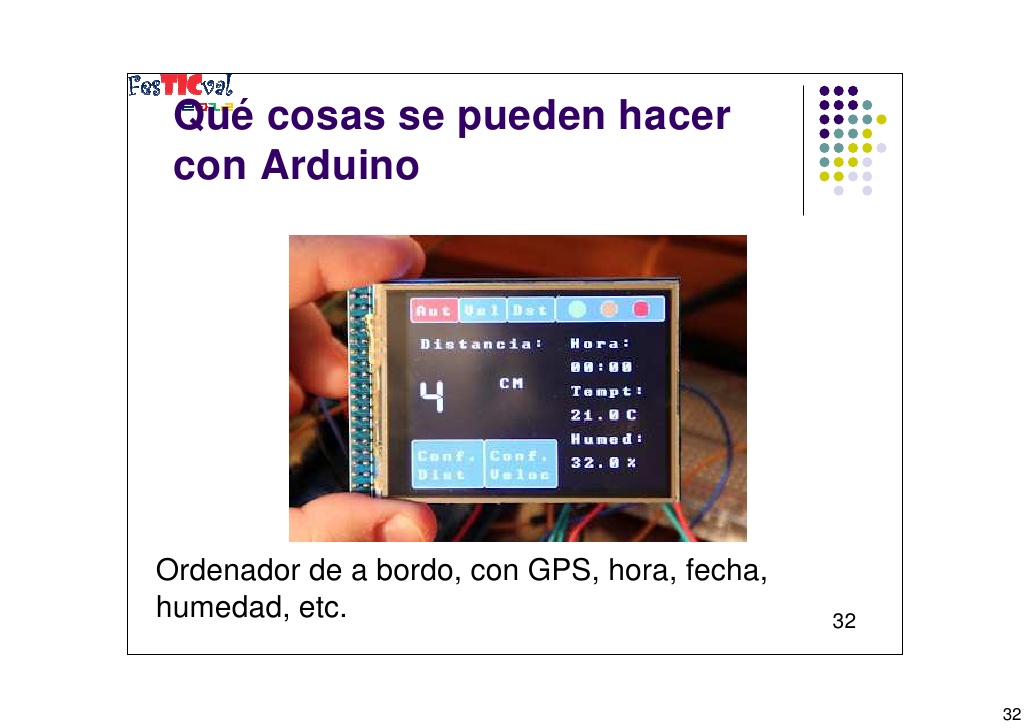 FesTICval
Qué cosas se pueden hacer
con Arduino
Aut Vel Dst
Distancia:
4 CM
Hora:
00:00
Tempt:
21.0 C
Humed:
32.0 %
Conf. Conf.
Dist Veloc
Ordenador de a bordo, con GPS, hora, fecha,
humedad, etc.
32
32